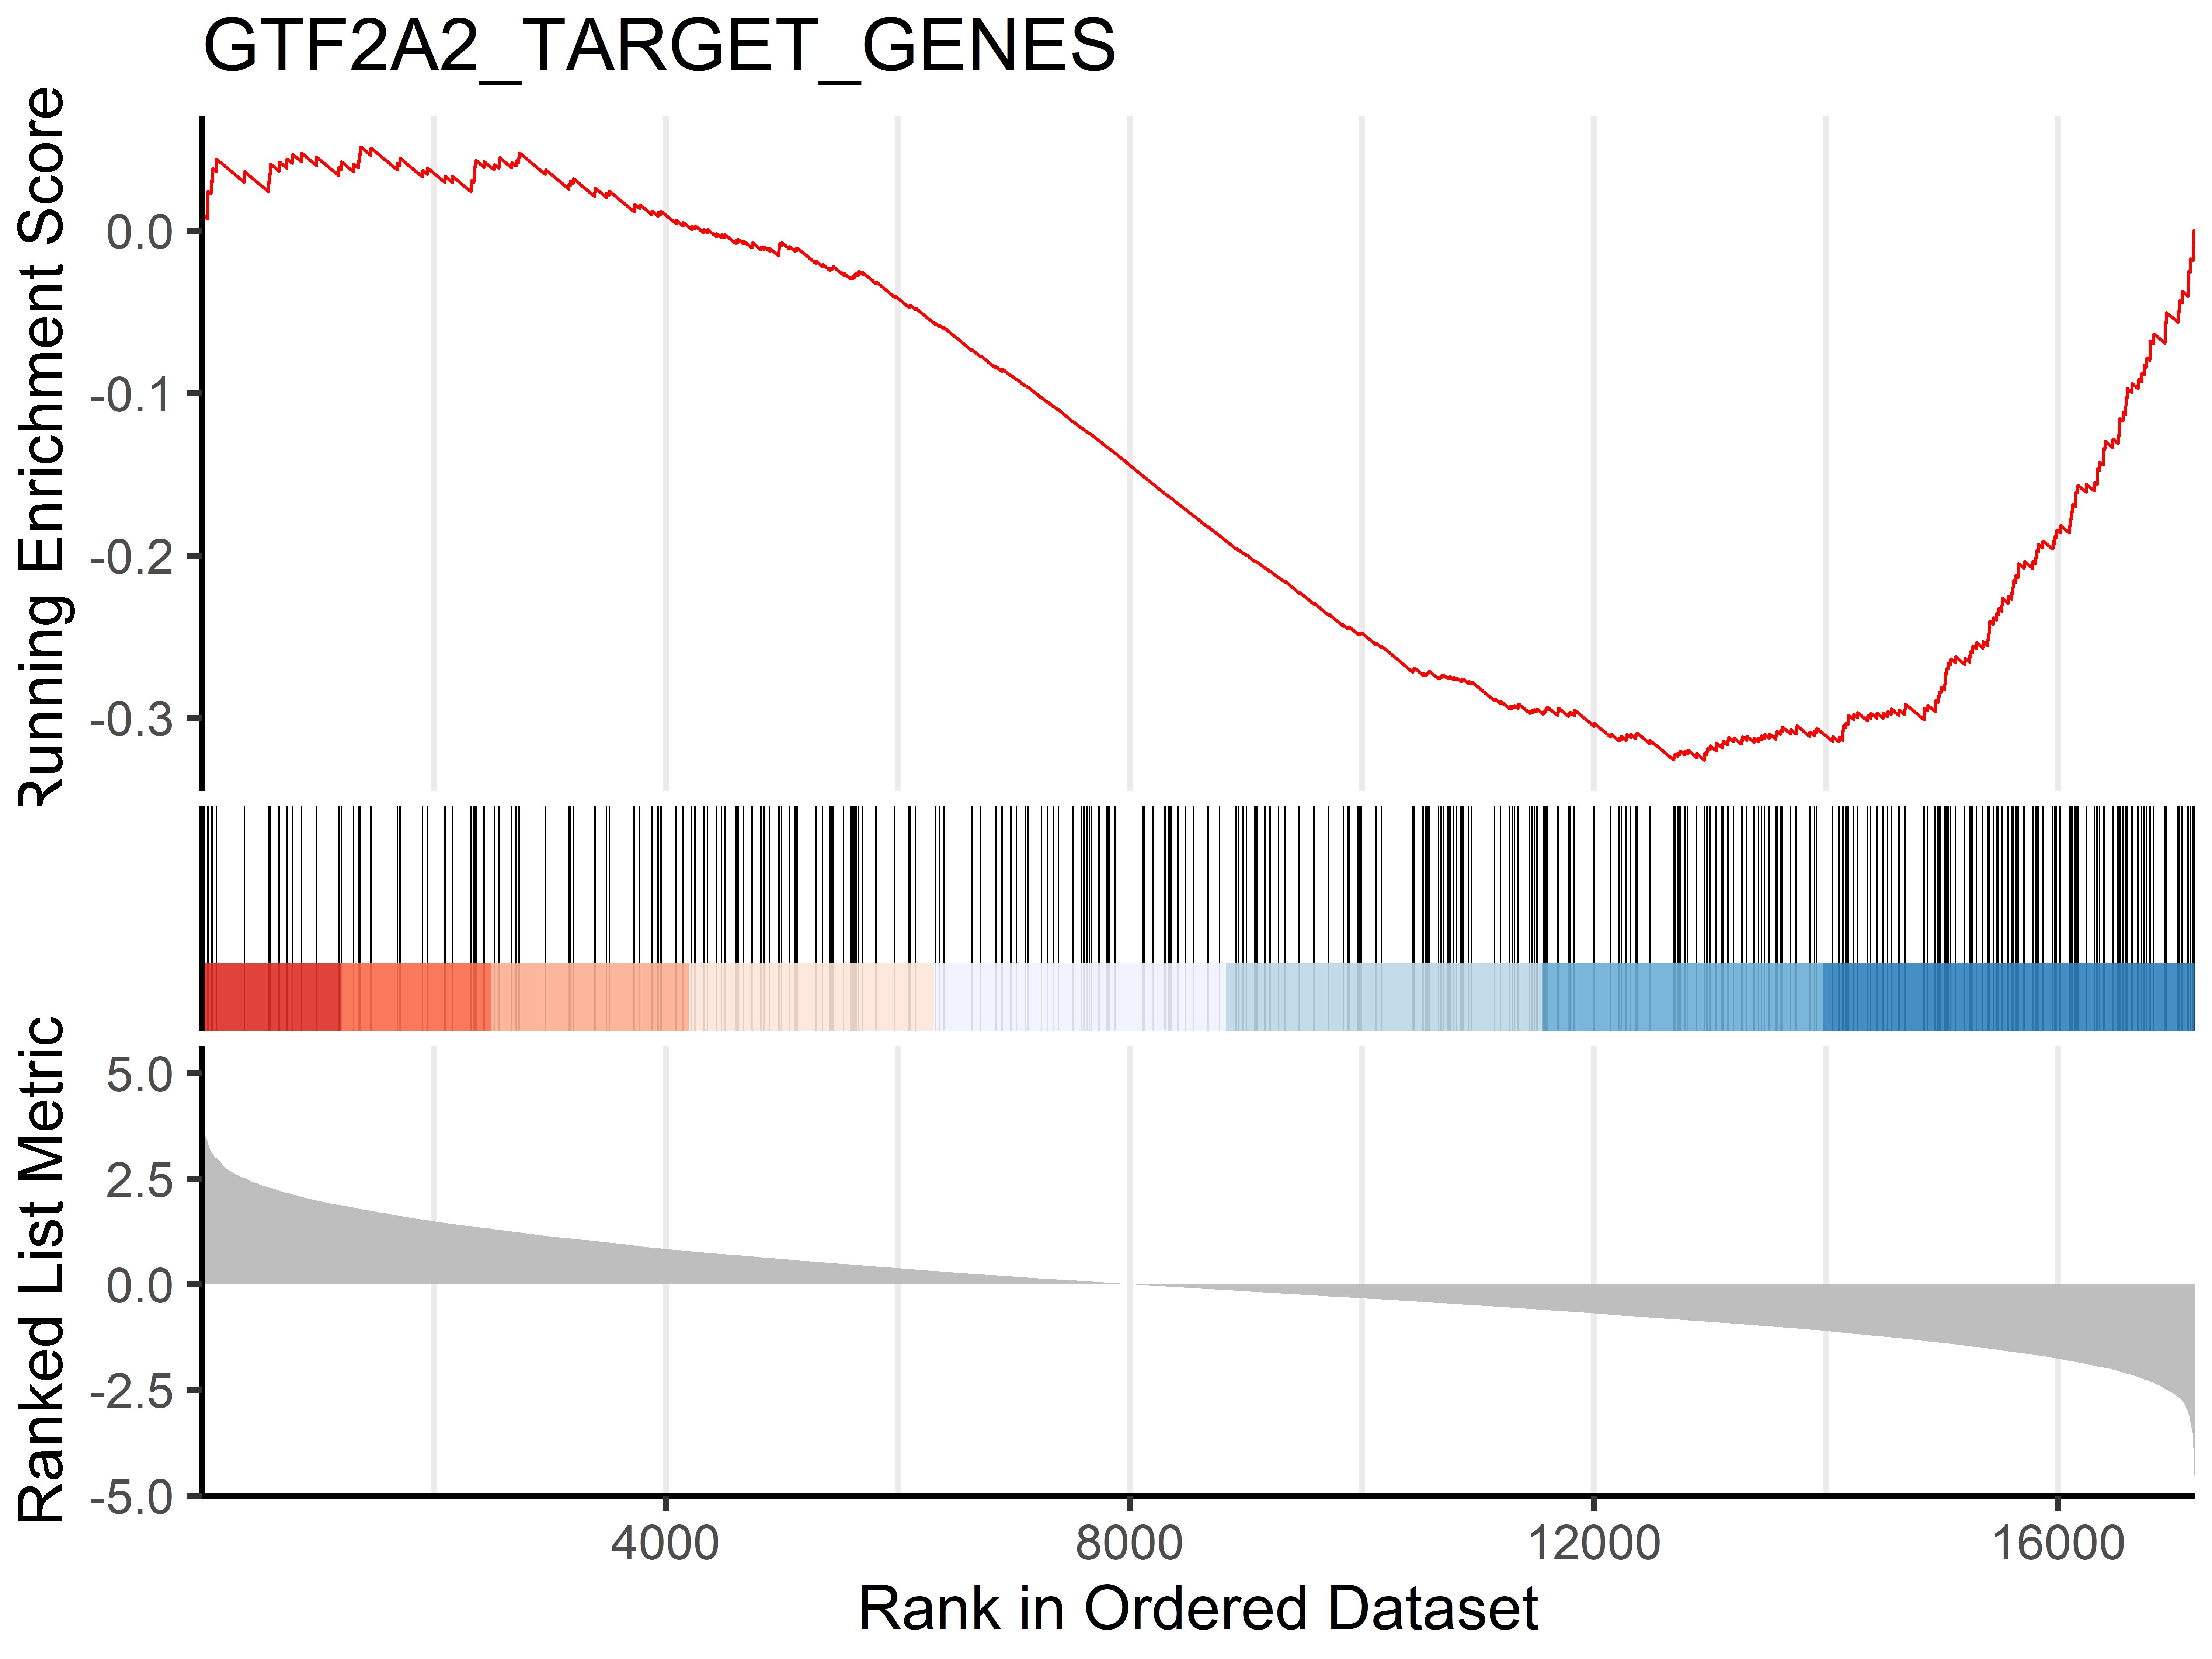 GTF2A2_TARGET_GENES
Running Enrichment Score
0.0
-0.1
-0.2
-0.3
Ranked List Metric
5.0
2.5
0.0
-2.5
-5.0
4000 8000 12000 16000
Rank in Ordered Dataset